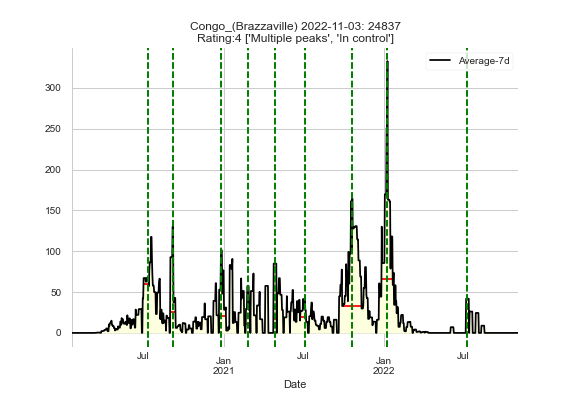 Congo_(Brazzaville) 2022-11-03: 24837
Rating:4 ['Multiple peaks', 'In control']
Average-7d
300
250
200
150
100
50
0
Jul
Jan
2021
Jul
Jan
2022
Jul
Date